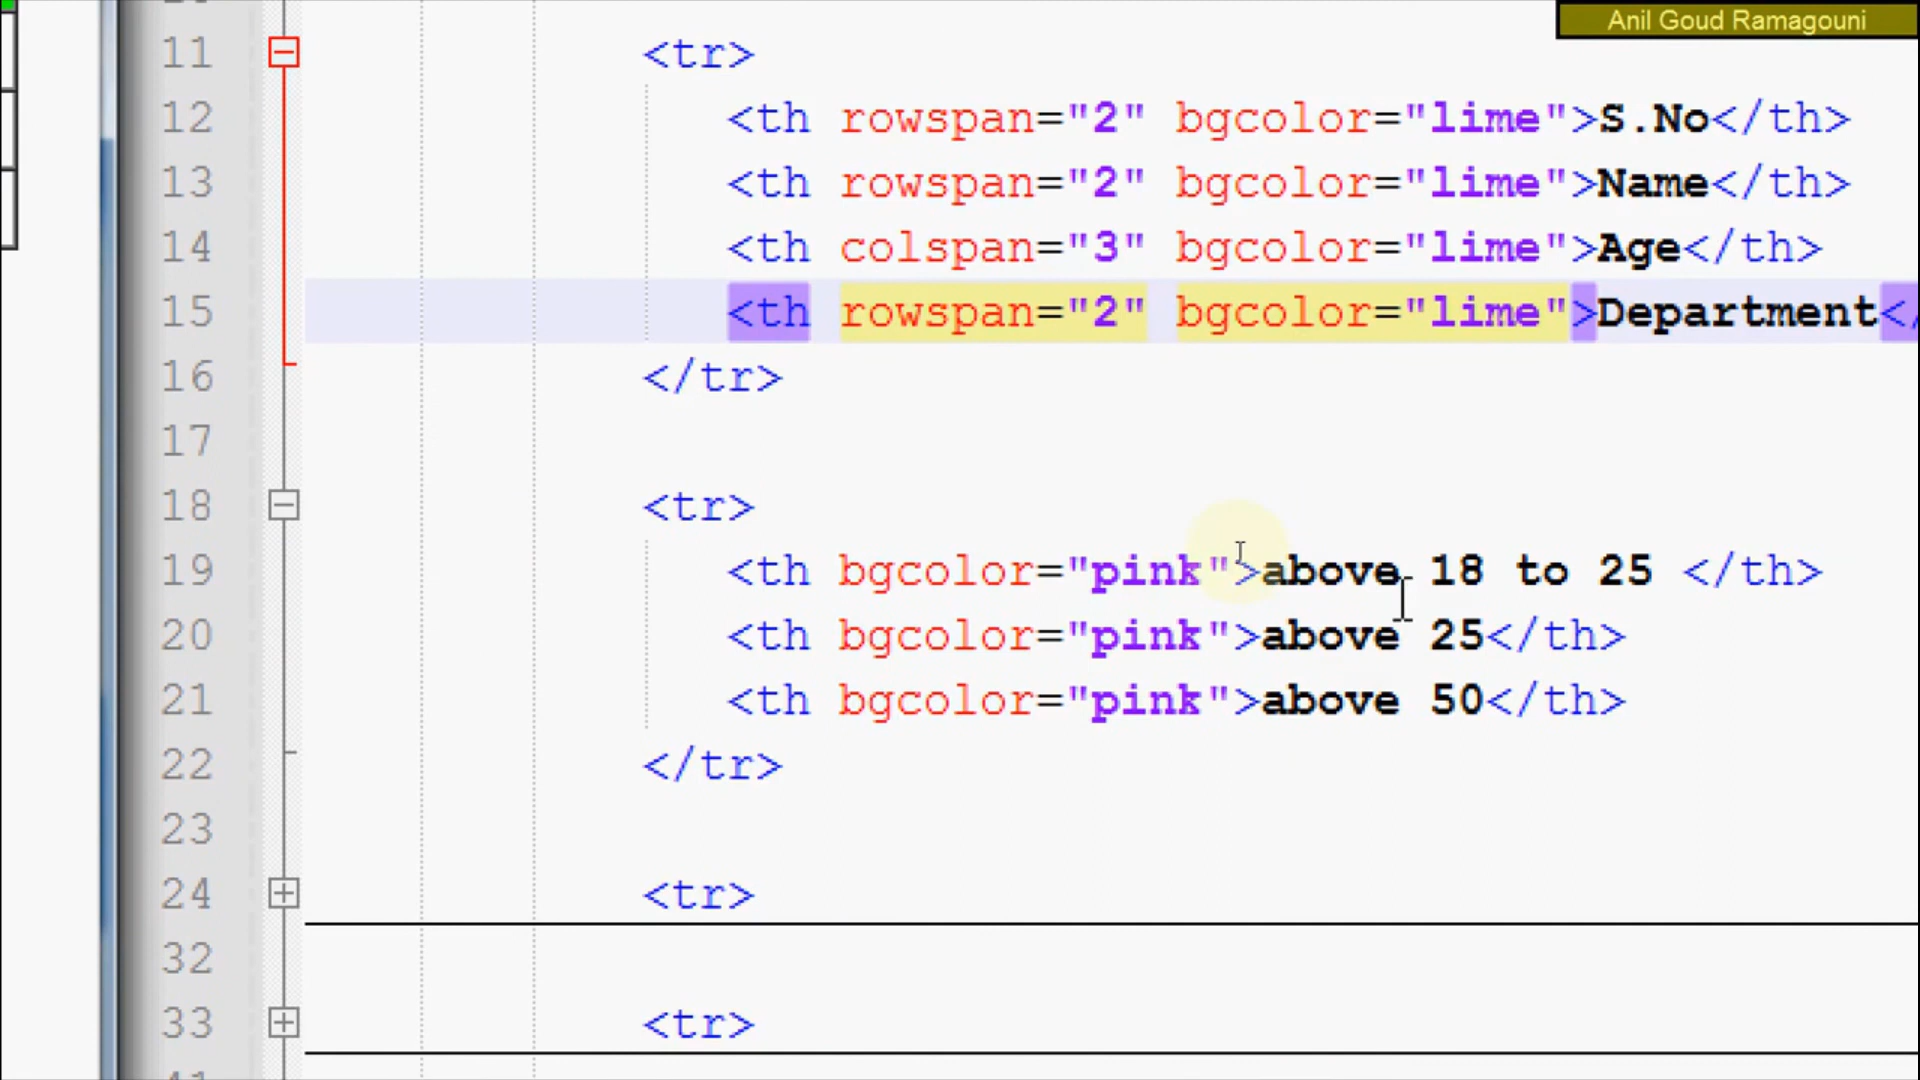 Anil Goud Ramagouni
11 <tr>
12 <th rowspan="2" bgcolor="lime">S.No</th>
13 <th rowspan="2" bgcolor="lime">Name</th>
14 <th colspan="3" bgcolor="lime">Age</th>
15 <th rowspan="2" bgcolor="lime">Department</
16 </tr>
17
18 <tr>
19 <th bgcolor="pink">above 18 to 25 </th>
20 <th bgcolor="pink">above 25</th>
21 <th bgcolor="pink">above 50</th>
22 </tr>
23
24 <tr>
32
33 <tr>